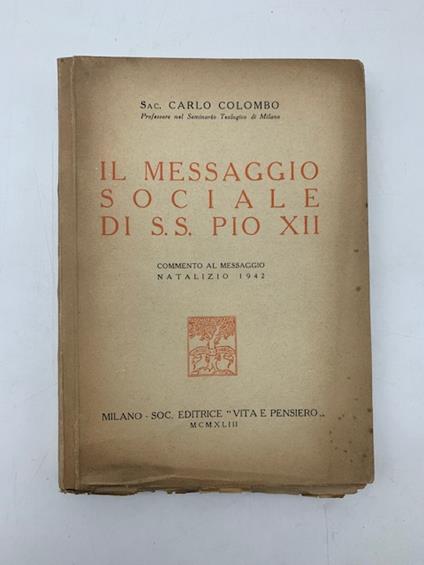 SAC. CARLO COLOMBO
Professore nel Seminario Teologico di Milano
IL MESSAGGIO
SOCIALE
DI S.S. PIO XII
COMMENTO AL MESSAGGIO
NATALIZIO 1942
MILANO - SOC. EDITRICE "VITA E PENSIERO„
MCMXLIII